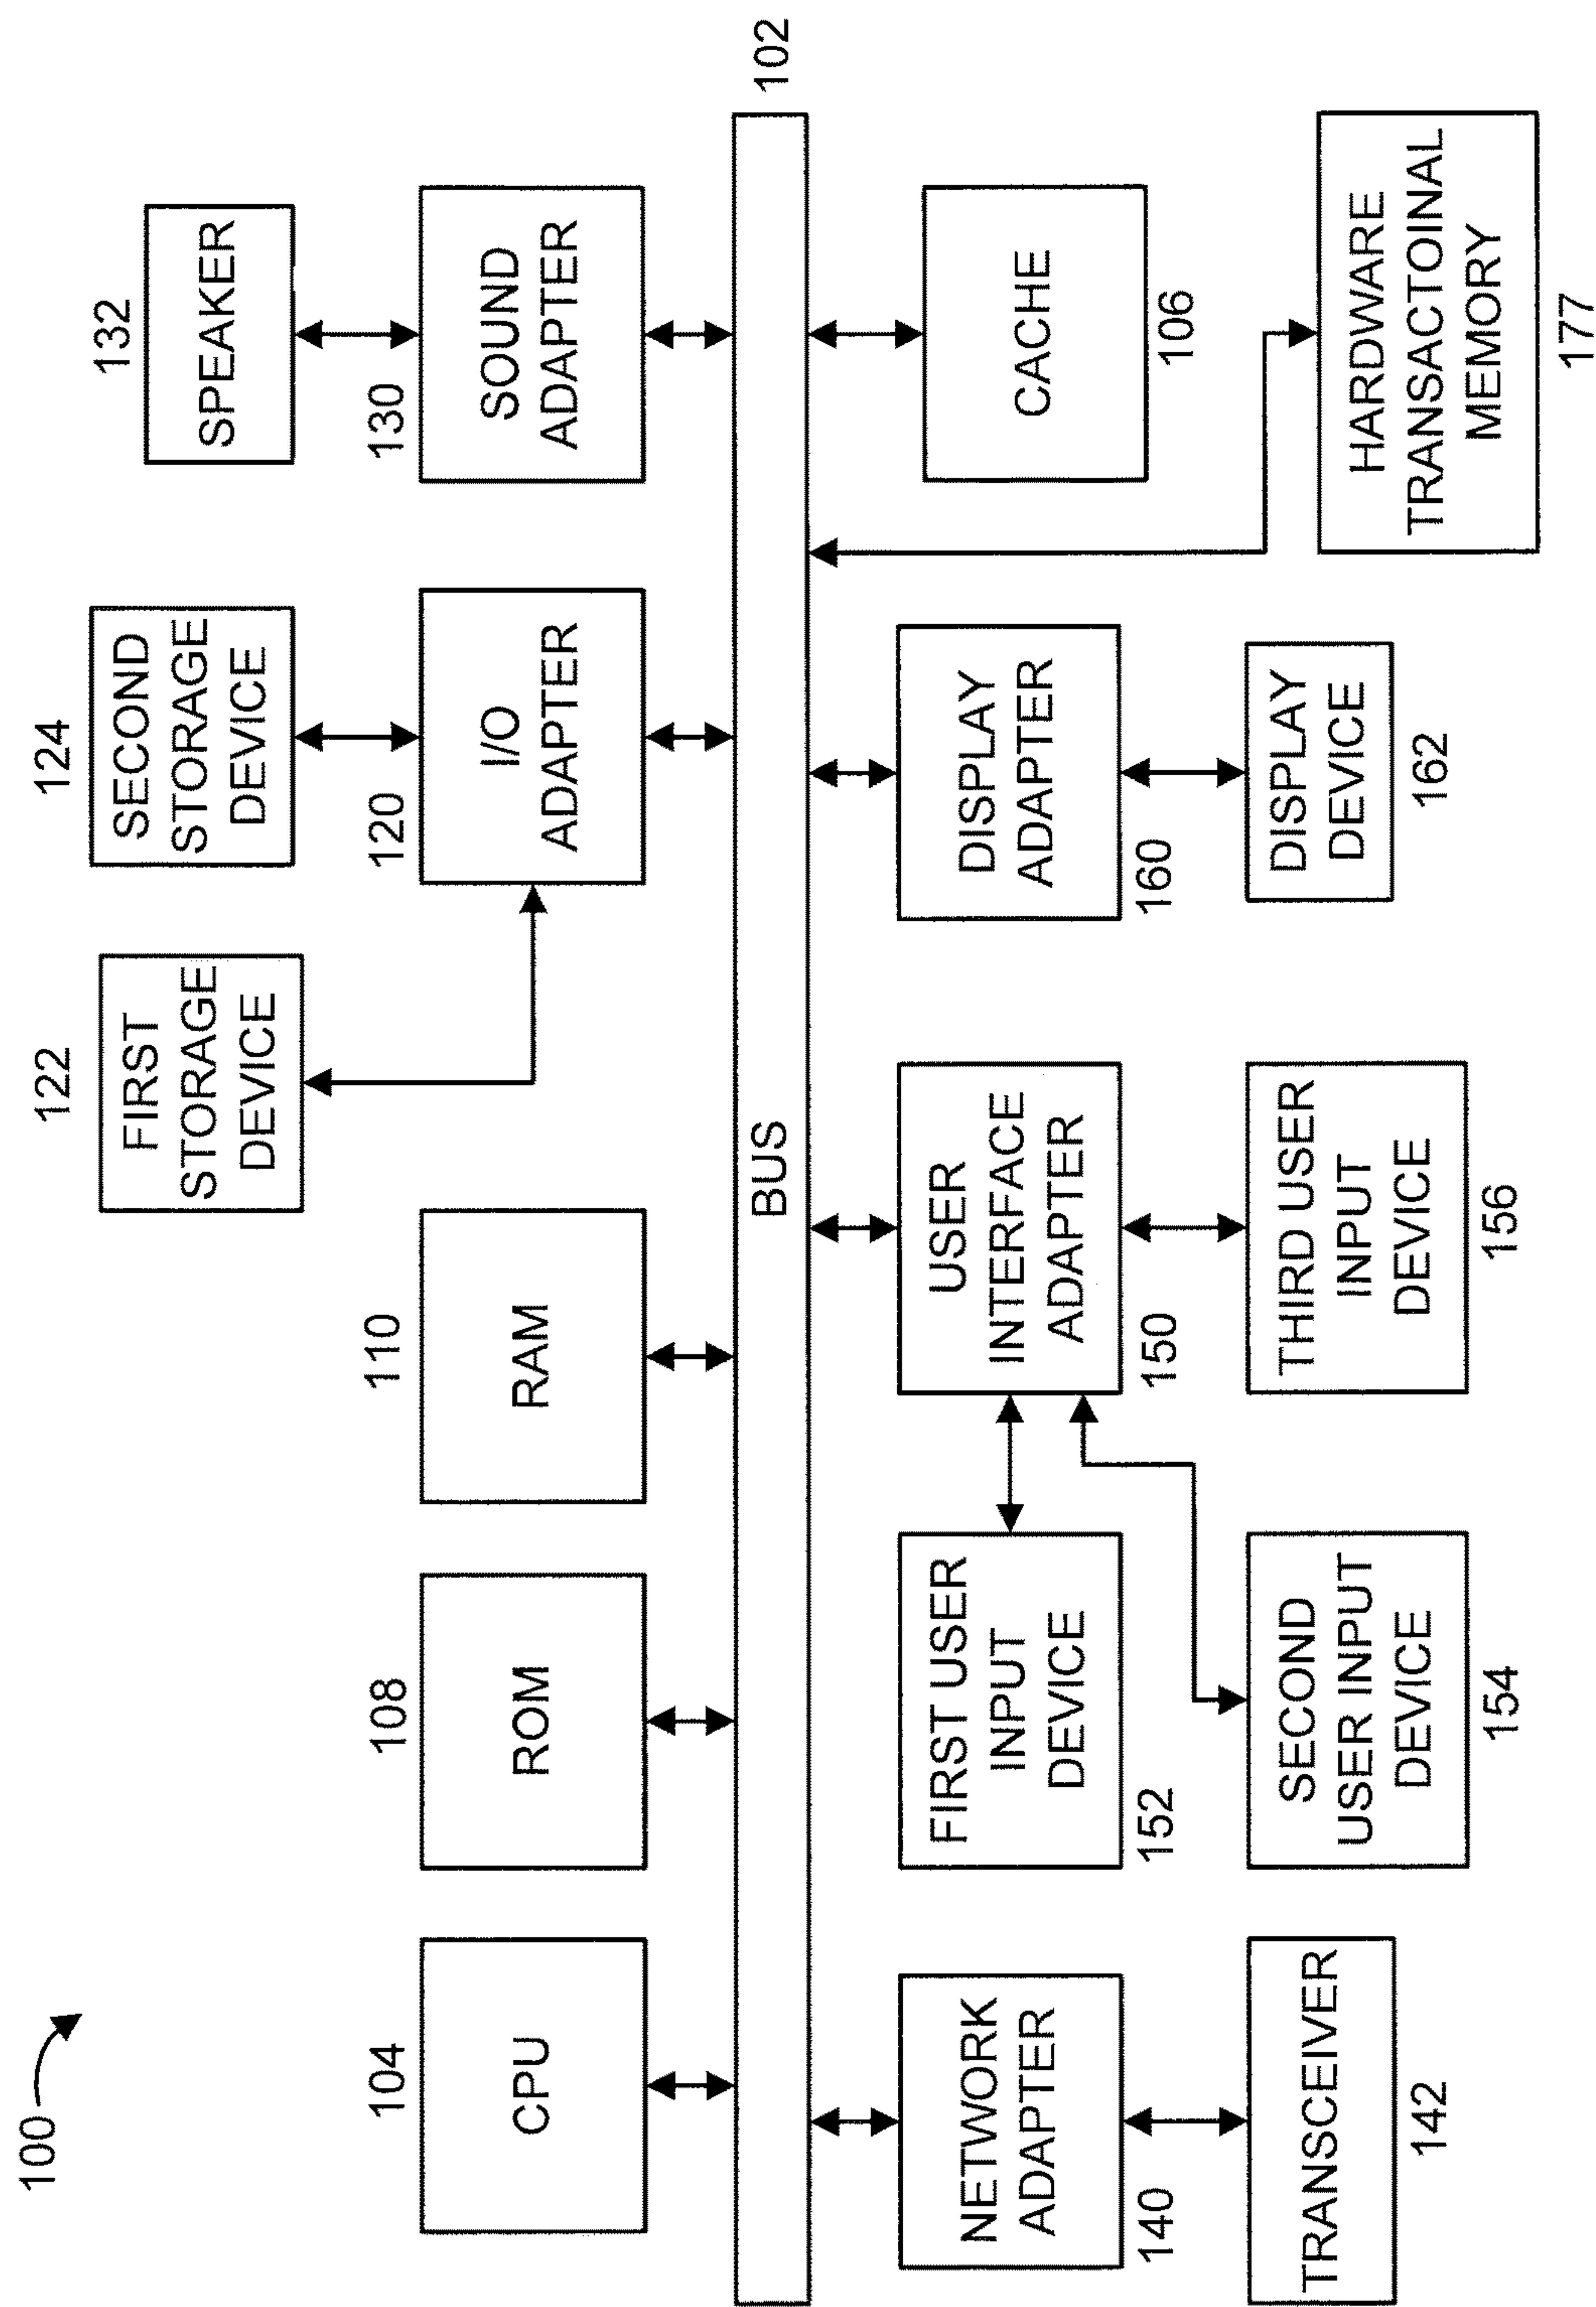 100
122
FIRST
STORAGE
DEVICE
124
SECOND
STORAGE
DEVICE
132
SPEAKER
104
CPU
108
ROM
110
RAM
120
I/O
ADAPTER
130
SOUND
ADAPTER
BUS
102
NETWORK
ADAPTER
140
FIRST USER
INPUT
DEVICE
152
USER
INTERFACE
ADAPTER
150
DISPLAY
ADAPTER
160
CACHE
106
TRANSCEIVER
142
SECOND
USER INPUT
DEVICE
154
THIRD USER
INPUT
DEVICE
156
DISPLAY
DEVICE
162
HARDWARE
TRANSACTOINAL
MEMORY
177